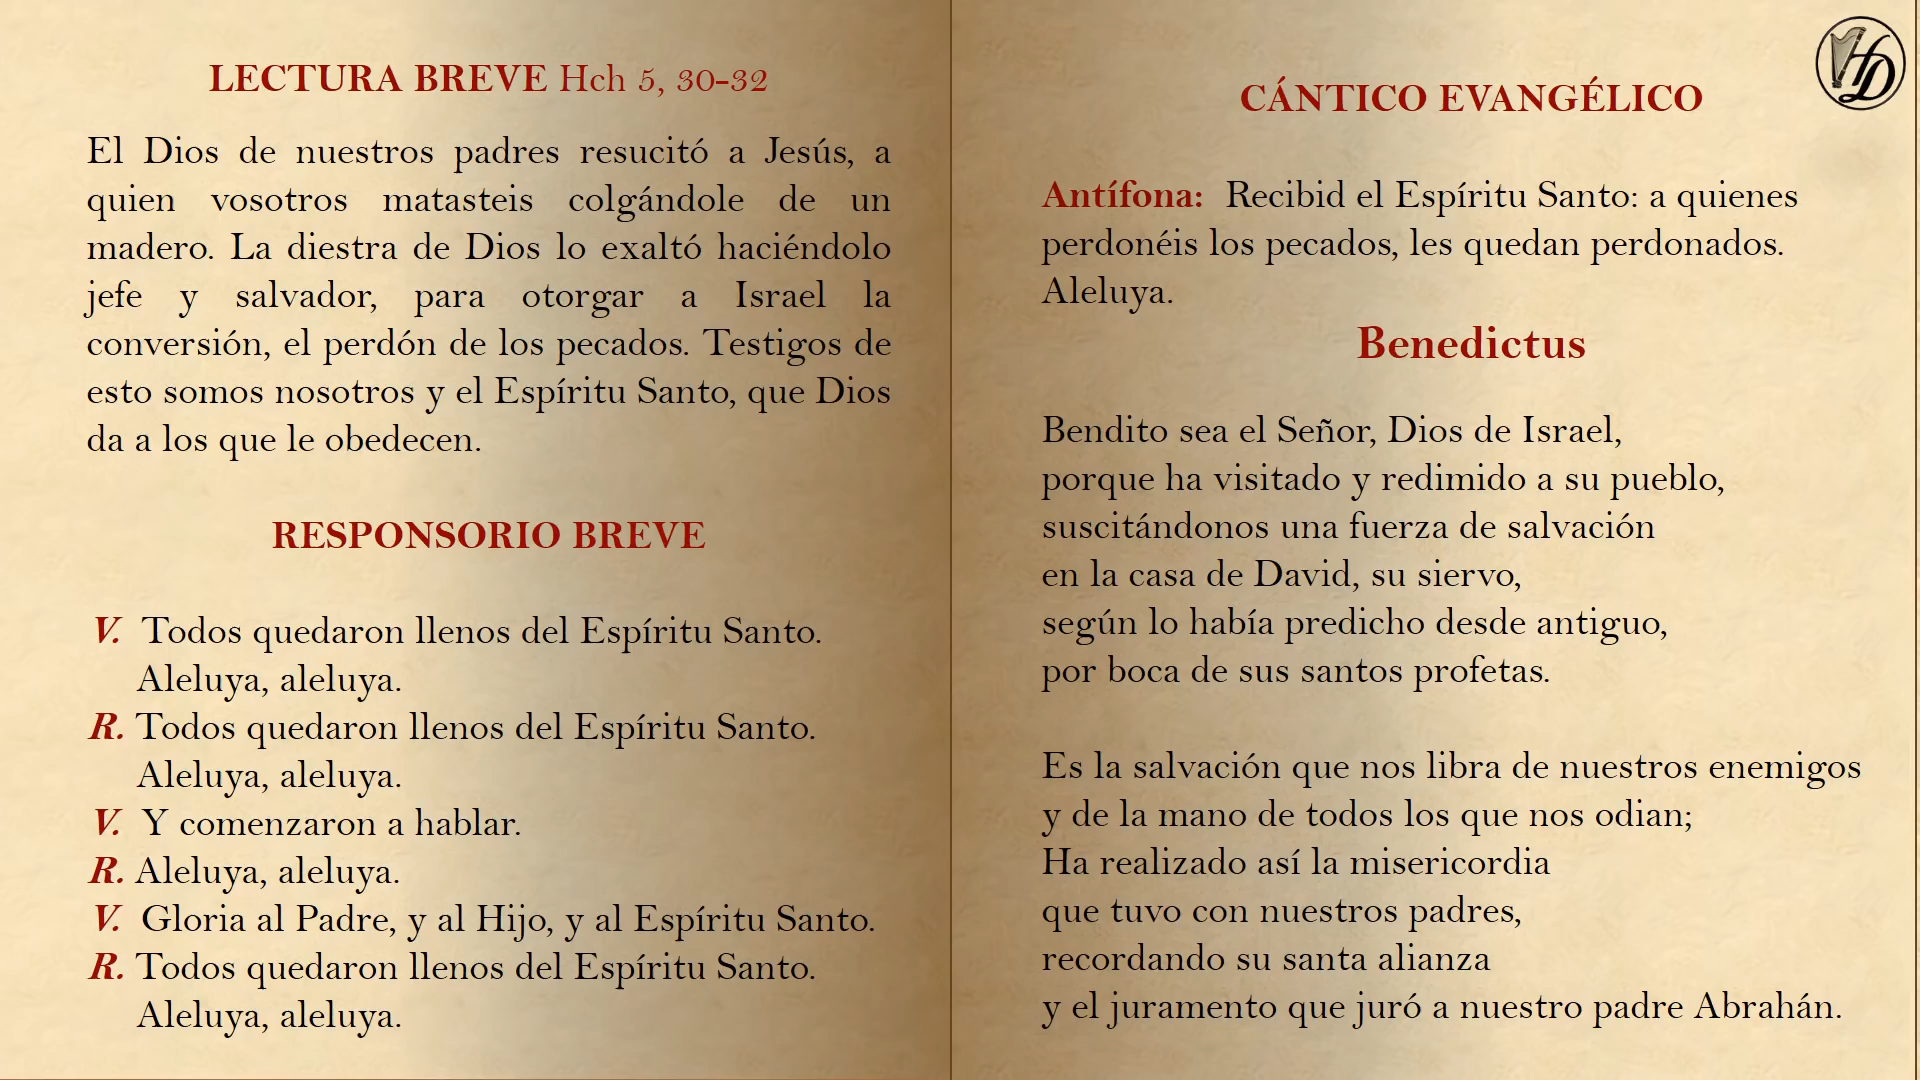 LECTURA BREVE Hch 5, 30-32
El Dios de nuestros padres resucitó a Jesús, a
quien vosotros matasteis colgándole de un
madero. La diestra de Dios lo exaltó haciéndolo
jefe y salvador, para otorgar a Israel la
conversión, el perdón de los pecados. Testigos de
esto somos nosotros y el Espíritu Santo, que Dios
da a los que le obedecen.
RESPONSORIO BREVE
V. Todos quedaron llenos del Espíritu Santo.
Aleluya, aleluya.
R. Todos quedaron llenos del Espíritu Santo.
Aleluya, aleluya.
V. Y comenzaron a hablar.
R. Aleluya, aleluya.
V. Gloria al Padre, y al Hijo, y al Espíritu Santo.
R. Todos quedaron llenos del Espíritu Santo.
Aleluya, aleluya.
HD
CÁNTICO EVANGÉLICO
Antífona: Recibid el Espíritu Santo: a quienes
perdonéis los pecados, les quedan perdonados.
Aleluya.
Benedictus
Bendito sea el Señor, Dios de Israel,
porque ha visitado y redimido a su pueblo,
suscitándonos una fuerza de salvación
en la casa de David, su siervo,
según lo había predicho desde antiguo,
por boca de sus santos profetas.
Es la salvación que nos libra de nuestros enemigos
y de la mano de todos los que nos odian;
Ha realizado así la misericordia
que tuvo con nuestros padres,
recordando su santa alianza
y el juramento que juró a nuestro padre Abrahán.